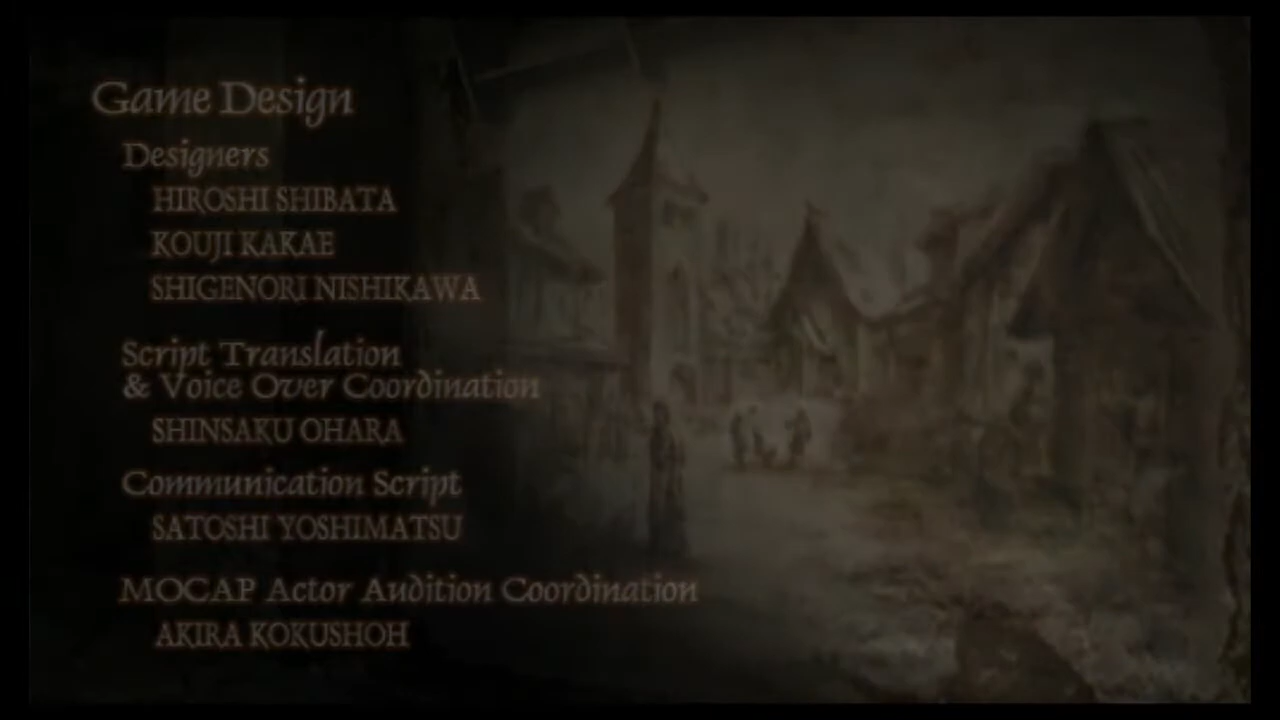 Game Design
Designers
HIROSHI SHIBATA
KOUJI KAKAE
SHIGENORI NISHIKAWA
Script Translation
& Voice Over Coordination
SHINSAKU OHARA
Communication Script
SATOSHI YOSHIMATSU
MOCAP Actor Audition Coordination
AKIRA KOKUSHOH